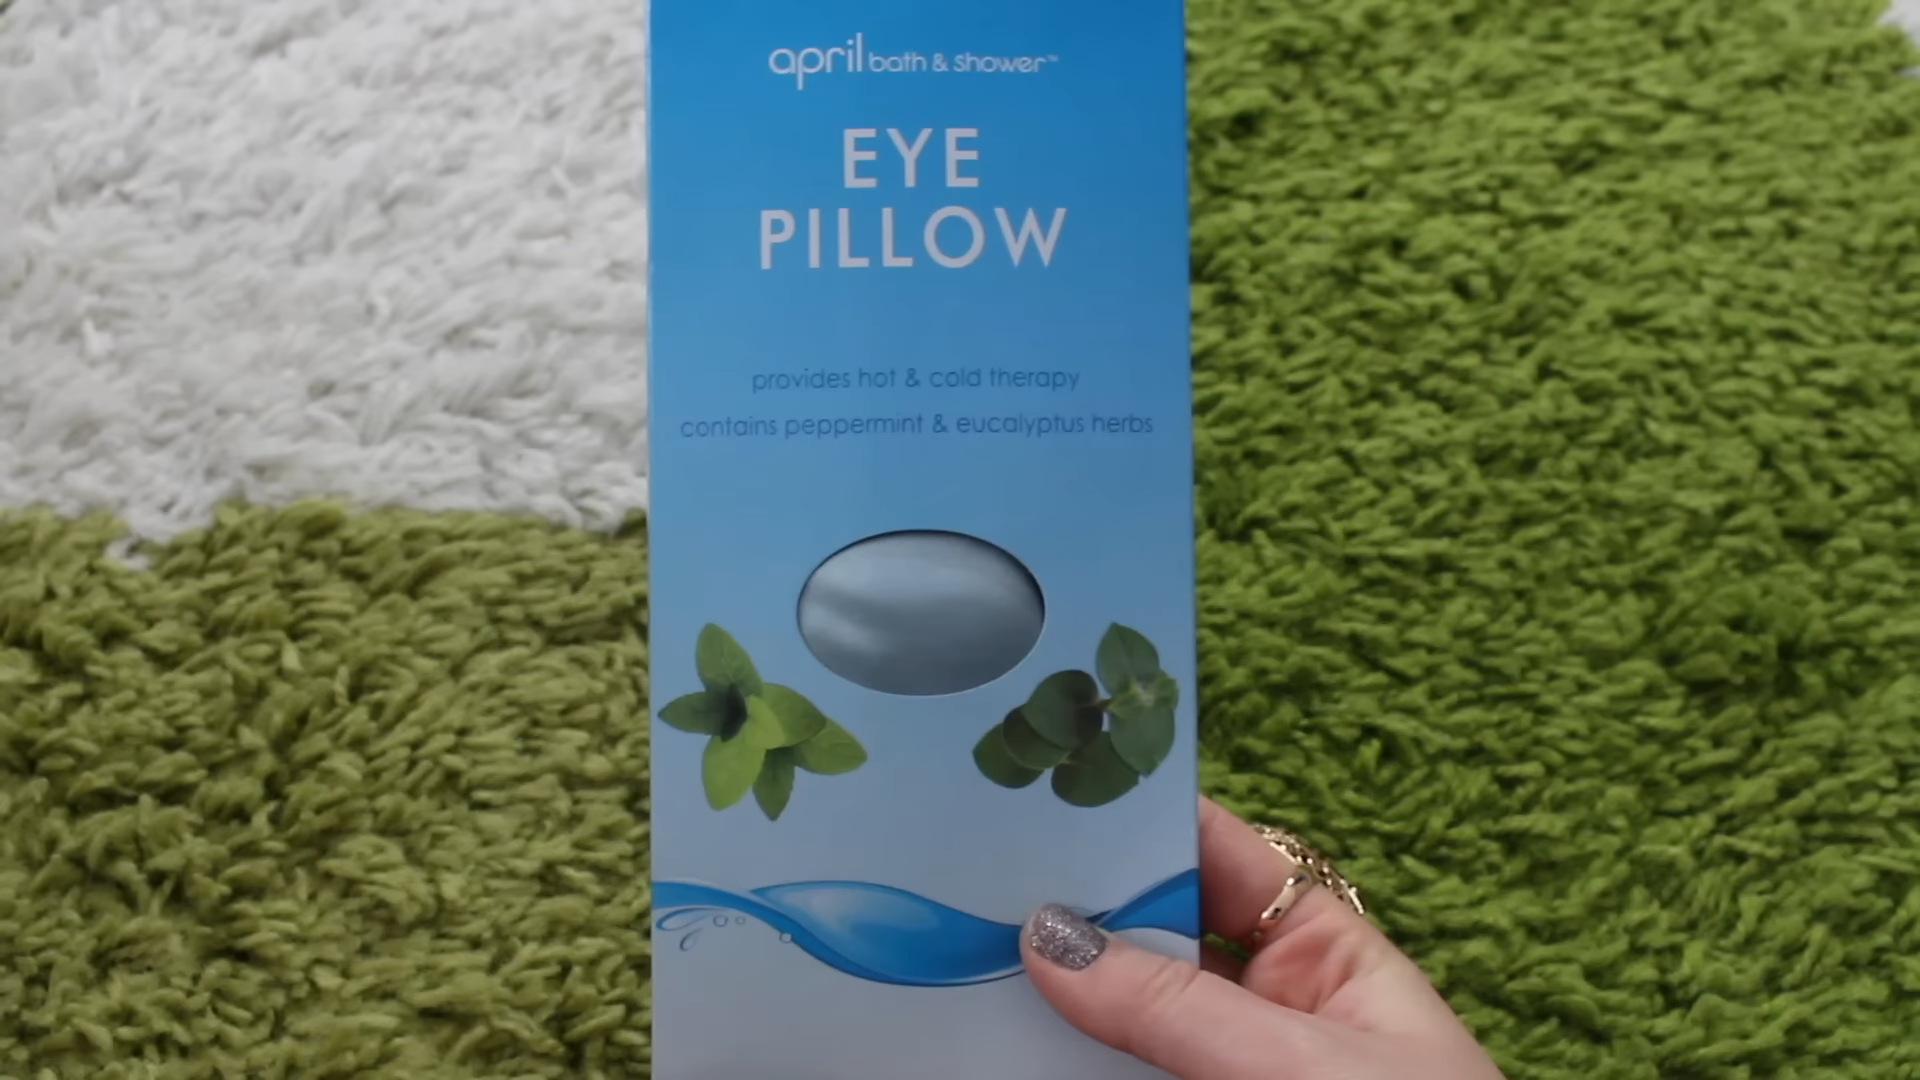 april bath & shower™
EYE
PILLOW
provides hot & cold therapy
contains peppermint & eucalyptus herbs